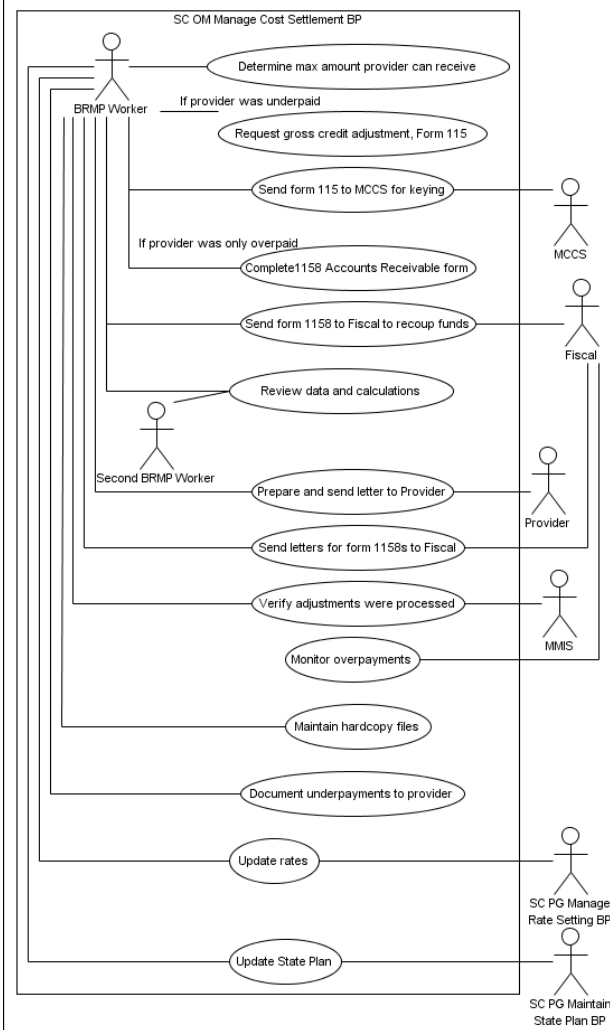 SC OM Manage Cost Settlement BP
Determine max amount provider can receive
BRMP Worker
If provider was underpaid
Request gross credit adjustment, Form 115
Send form 115 to MCCS for keying
MCCS
If provider was only overpaid
Complete1158 Accounts Receivable form
Send form 1158 to Fiscal to recoup funds
Fiscal
Review data and calculations
Second BRMP Worker
Prepare and send letter to Provider
Provider
Send letters for form 1158s to Fiscal
Verify adjustments were processed
MMIS
Monitor overpayments
Maintain hardcopy files
Document underpayments to provider
Update rates
SC PG Manage
Rate Setting BP
Update State Plan
SC PG Maintain
State Plan BP